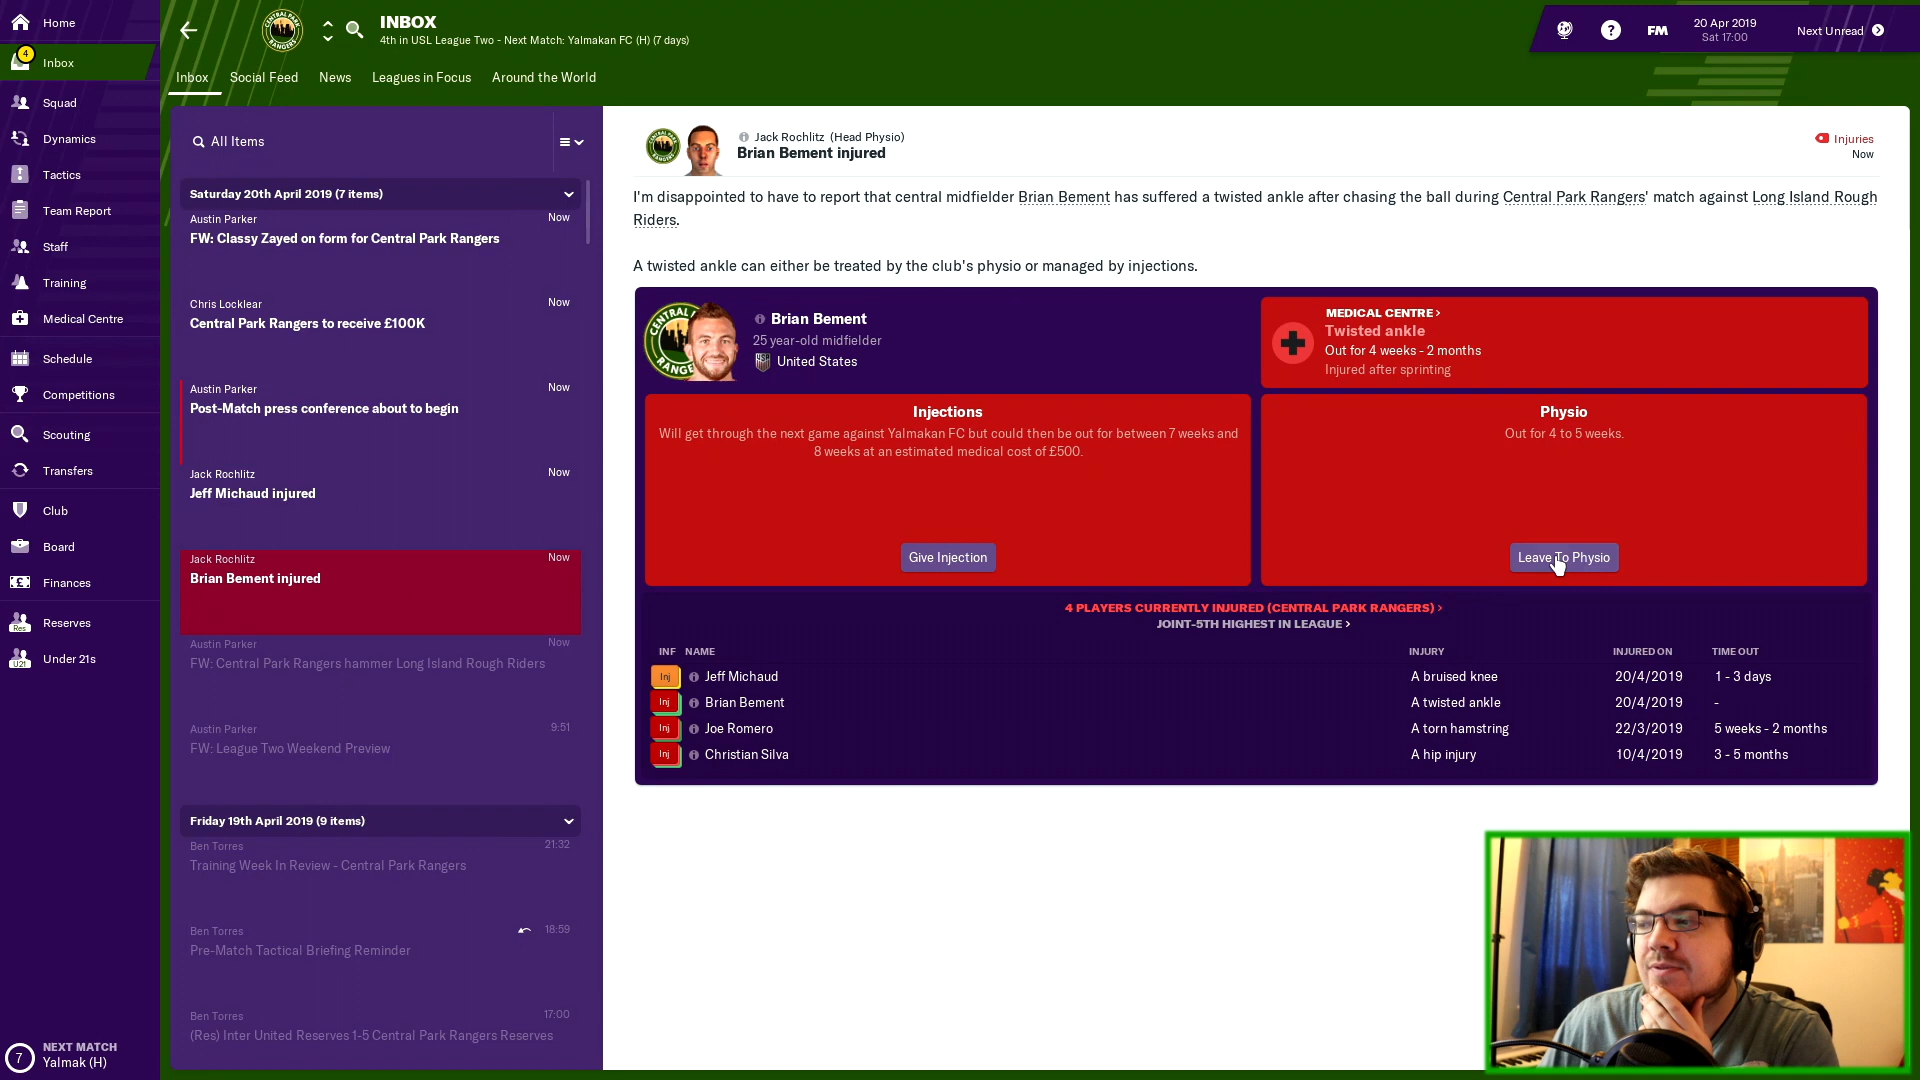 Home
4
Inbox
Squad
Dynamics
Tactics
Team Report
Staff
Training
Medical Centre
Schedule
Competitions
Scouting
Transfers
Club
Board
Finances
Res
Reserves
U21
Under 21s
7
NEXT MATCH
Yalmak (H)
CENTRAL PARK RANGERS
INBOX
4th in USL League Two - Next Match: Yalmakan FC (H) (7 days)
? FM
20 Apr 2019
Sat 17:00
Next Unread
Inbox Social Feed News Leagues in Focus Around the World
All Items
Saturday 20th April 2019 (7 items)
Austin Parker Now
FW: Classy Zayed on form for Central Park Rangers
Chris Locklear Now
Central Park Rangers to receive £100K
Austin Parker Now
Post-Match press conference about to begin
Jack Rochlitz Now
Jeff Michaud injured
Jack Rochlitz Now
Brian Bement injured
Austin Parker Now
FW: Central Park Rangers hammer Long Island Rough Riders
Austin Parker 9:51
FW: League Two Weekend Preview
Friday 19th April 2019 (9 items)
Ben Torres 21:32
Training Week In Review - Central Park Rangers
Ben Torres 18:59
Pre-Match Tactical Briefing Reminder
Ben Torres 17:00
(Res) Inter United Reserves 1-5 Central Park Rangers Reserves
Jack Rochlitz (Head Physio)
Brian Bement injured
Injuries
Now
I'm disappointed to have to report that central midfielder Brian Bement has suffered a twisted ankle after chasing the ball during Central Park Rangers' match against Long Island Rough
Riders.
A twisted ankle can either be treated by the club's physio or managed by injections.
CENTRAL
RANGE
Brian Bement
25 year-old midfielder
United States
MEDICAL CENTRE >
Twisted ankle
Out for 4 weeks - 2 months
Injured after sprinting
Injections
Will get through the next game against Yalmakan FC but could then be out for between 7 weeks and
8 weeks at an estimated medical cost of £500.
Give Injection
Physio
Out for 4 to 5 weeks.
Leave To Physio
4 PLAYERS CURRENTLY INJURED (CENTRAL PARK RANGERS) >
JOINT-5TH HIGHEST IN LEAGUE >
INF NAME INJURY INJURED ON TIME OUT
Inj Jeff Michaud A bruised knee 20/4/2019 1 - 3 days
Inj Brian Bement A twisted ankle 20/4/2019 -
Inj Joe Romero A torn hamstring 22/3/2019 5 weeks - 2 months
Inj Christian Silva A hip injury 10/4/2019 3 - 5 months